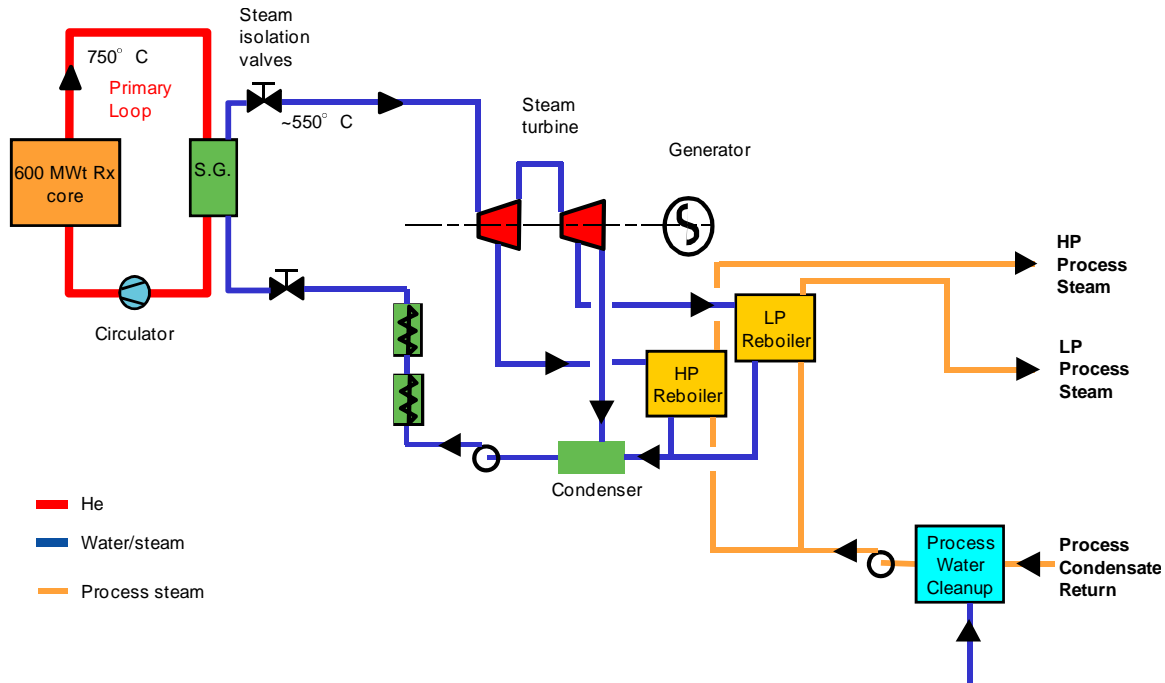 Steam
isolation
valves
750° C
Primary
Loop
~550° C
Steam
turbine
Generator
600 MWt Rx
core
S.G.
HP
Process
Steam
LP
Reboiler
Circulator
HP
Reboiler
LP
Process
Steam
Condenser
He
Water/steam
Process steam
Process
Water
Cleanup
Process
Condensate
Return